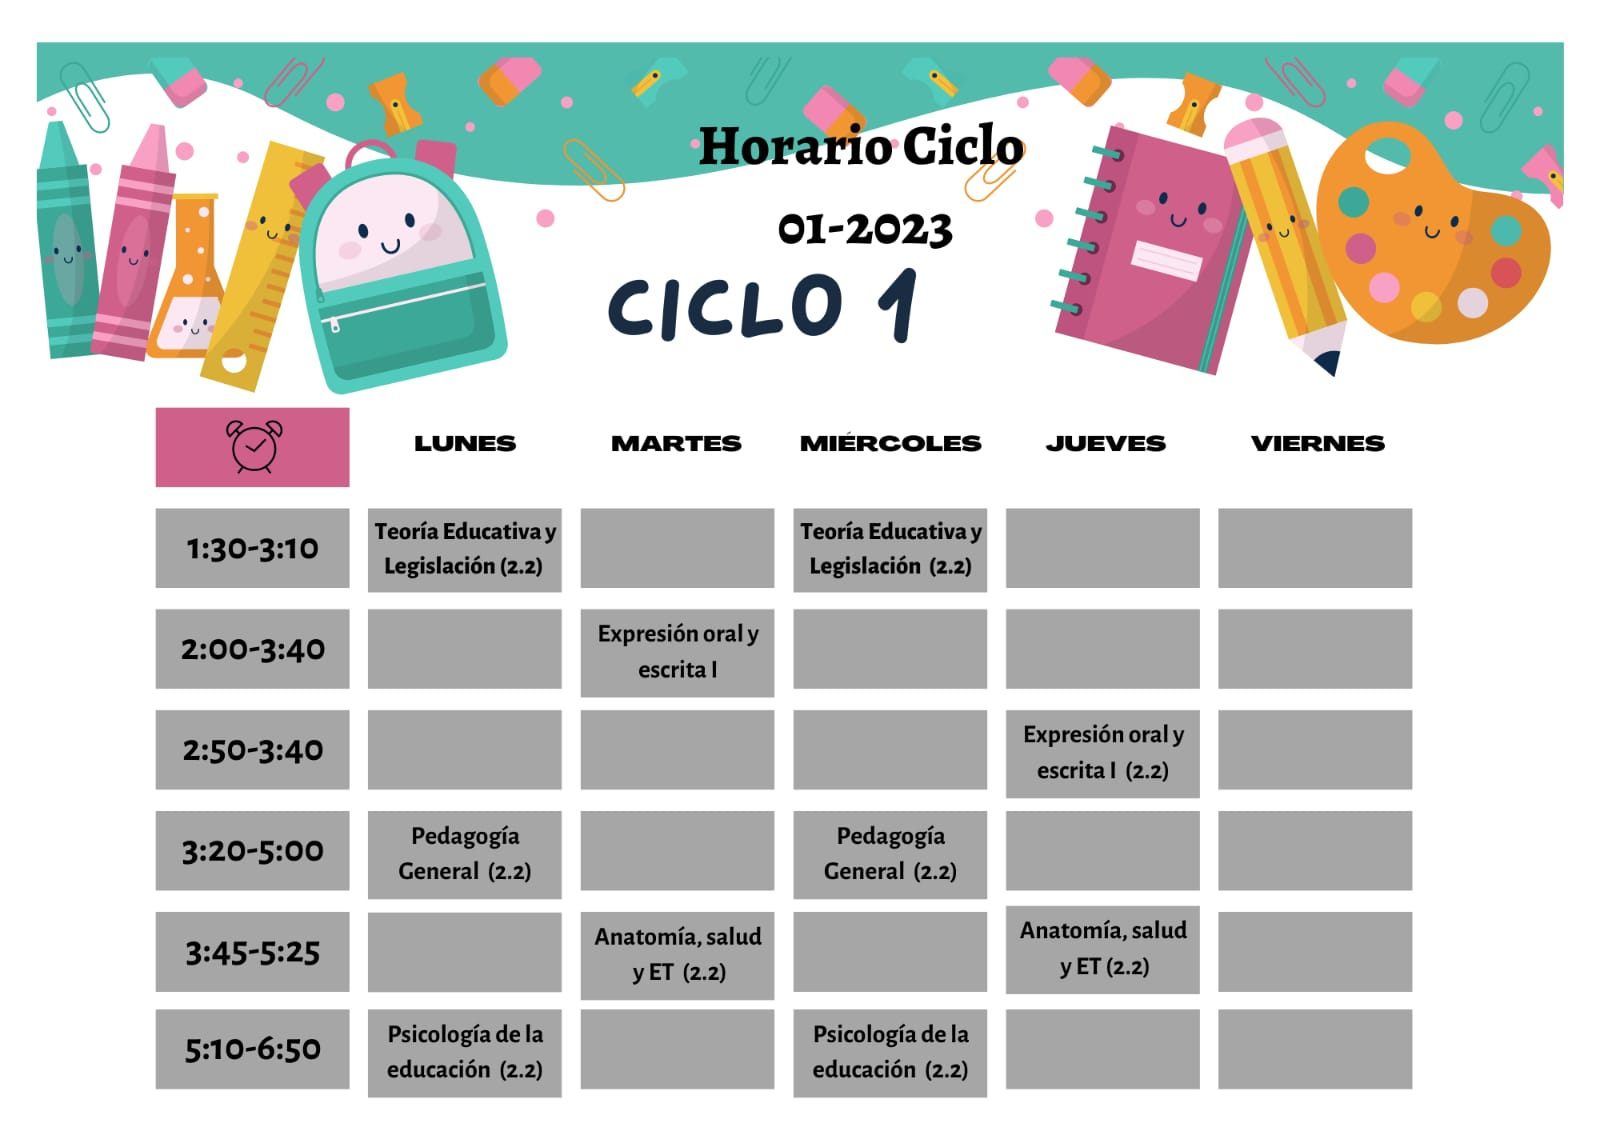 Horario Ciclo
01-2023
CICLO 1
LUNES MARTES MIÉRCOLES JUEVES VIERNES
1:30-3:10
Teoría Educativa y
Legislación (2.2)
Teoría Educativa y
Legislación (2.2)
2:00-3:40
Expresión oral y
escrita I
2:50-3:40
Expresión oral y
escrita I (2.2)
3:20-5:00
Pedagogía
General (2.2)
Pedagogía
General (2.2)
3:45-5:25
Anatomía, salud
y ET (2.2)
Anatomía, salud
y ET (2.2)
5:10-6:50
Psicología de la
educación (2.2)
Psicología de la
educación (2.2)